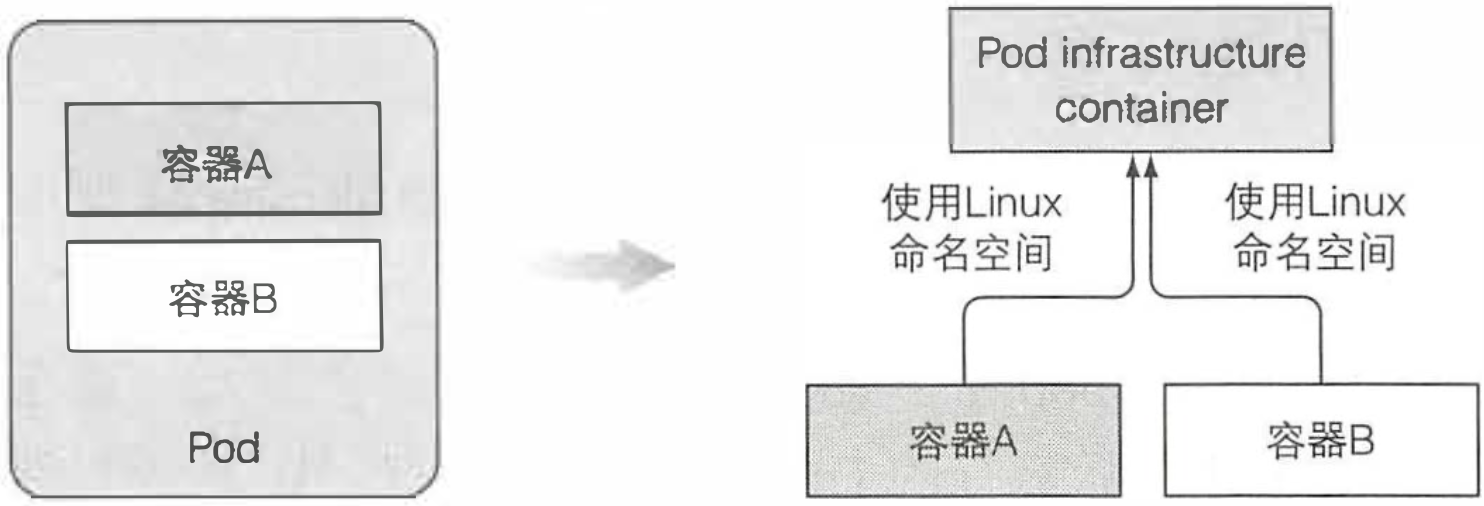 容器A
容器B
Pod
Pod infrastructure
container
使用Linux
命名空间
使用Linux
命名空间
容器A
容器B